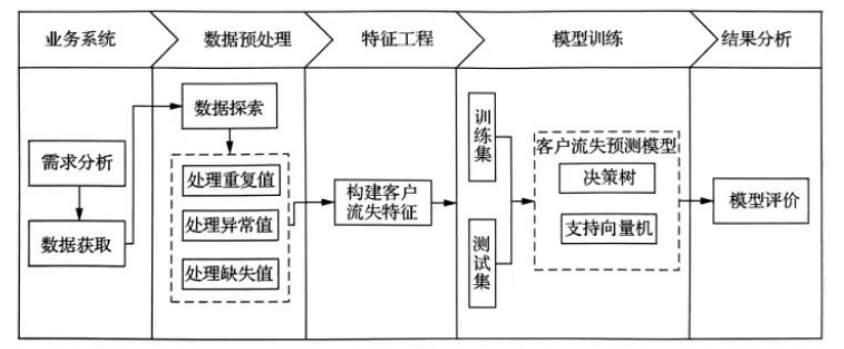 业务系统
数据预处理
特征工程
模型训练
结果分析
需求分析
数据获取
数据探索
处理重复值
处理异常值
处理缺失值
构建客户
流失特征
训练集
测试集
客户流失预测模型
决策树
支持向量机
模型评价